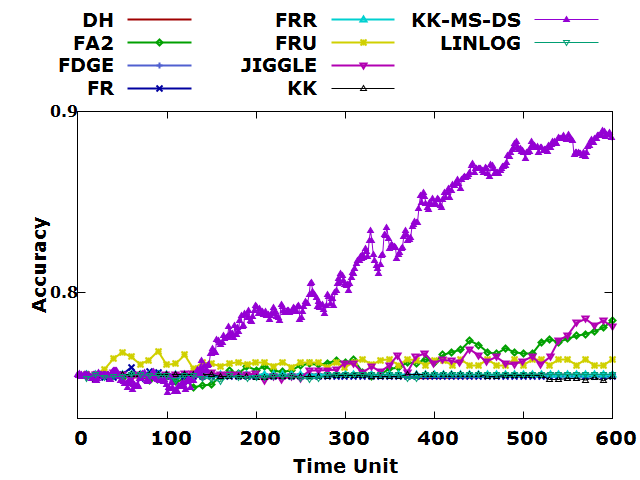 DH FRR KK-MS-DS
FA2 FRU LINLOG
FDGE JIGGLE
FR KK
0.9
0.8
Accuracy
0 100 200 300 400 500 600
Time Unit